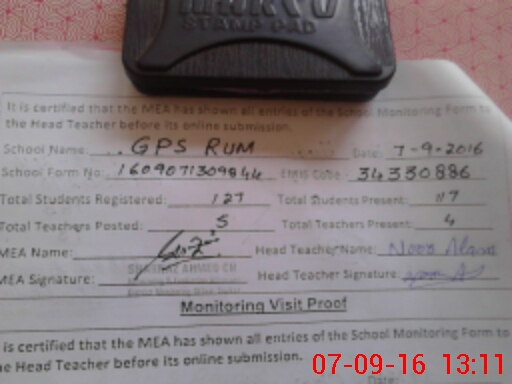 STAMP PAD
It is certified that the MEA has shown all entries of the School Monitoring Form to
the Head Teacher before its online submission.
School Name: GPS RUM Date: 7-9-2016
School Form No: 1609071309844 EMIS Code: 34330886
Total Students Registered: 127 Total Students Present: 117
Total Teachers Posted: 5 Total Teachers Present: 4
MEA Name: Head Teacher Name: Noor Alam
MEA Signature: Head Teacher Signature:
Monitoring Visit Proof
is certified that the MEA has shown all entries of the School Monitoring Form to
Head Teacher before its online submission.
07-09-16 13:11